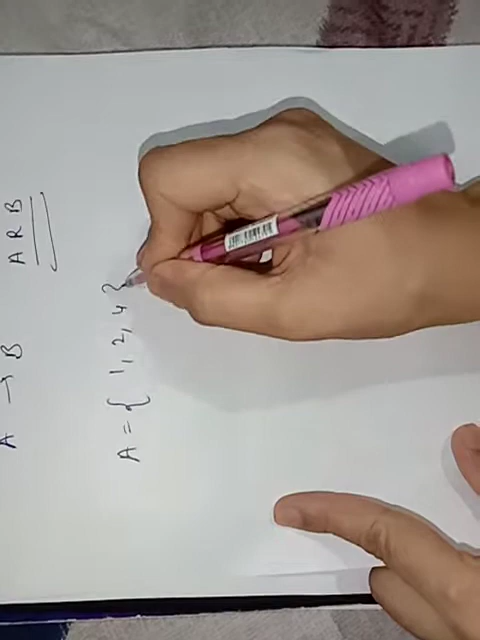 A → B A R B
A = { 1, 2, 4 }